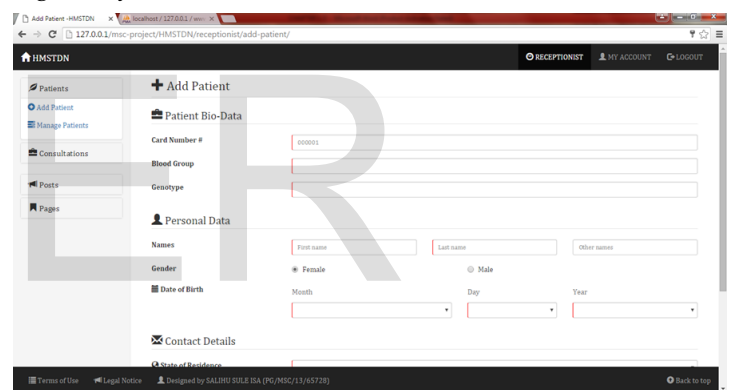 Add Patient -HMSTDN
localhost / 127.0.0.1 /
127.0.0.1/msc-project/HMSTDN/receptionist/add-patient/
HMSTDN
RECEPTIONIST
MY ACCOUNT
LOGOUT
Patients
Add Patient
Manage Patients
Consultations
Posts
Pages
Add Patient
Patient Bio-Data
Card Number #
000001
Blood Group
Genotype
Personal Data
Names
First name
Last name
Other names
Gender
Female
Male
Date of Birth
Month
Day
Year
Contact Details
State of Residence
Terms of Use
Legal Notice
Designed by SALIHU SULE ISA (PG/MSC/13/65729)
Back to top
ER